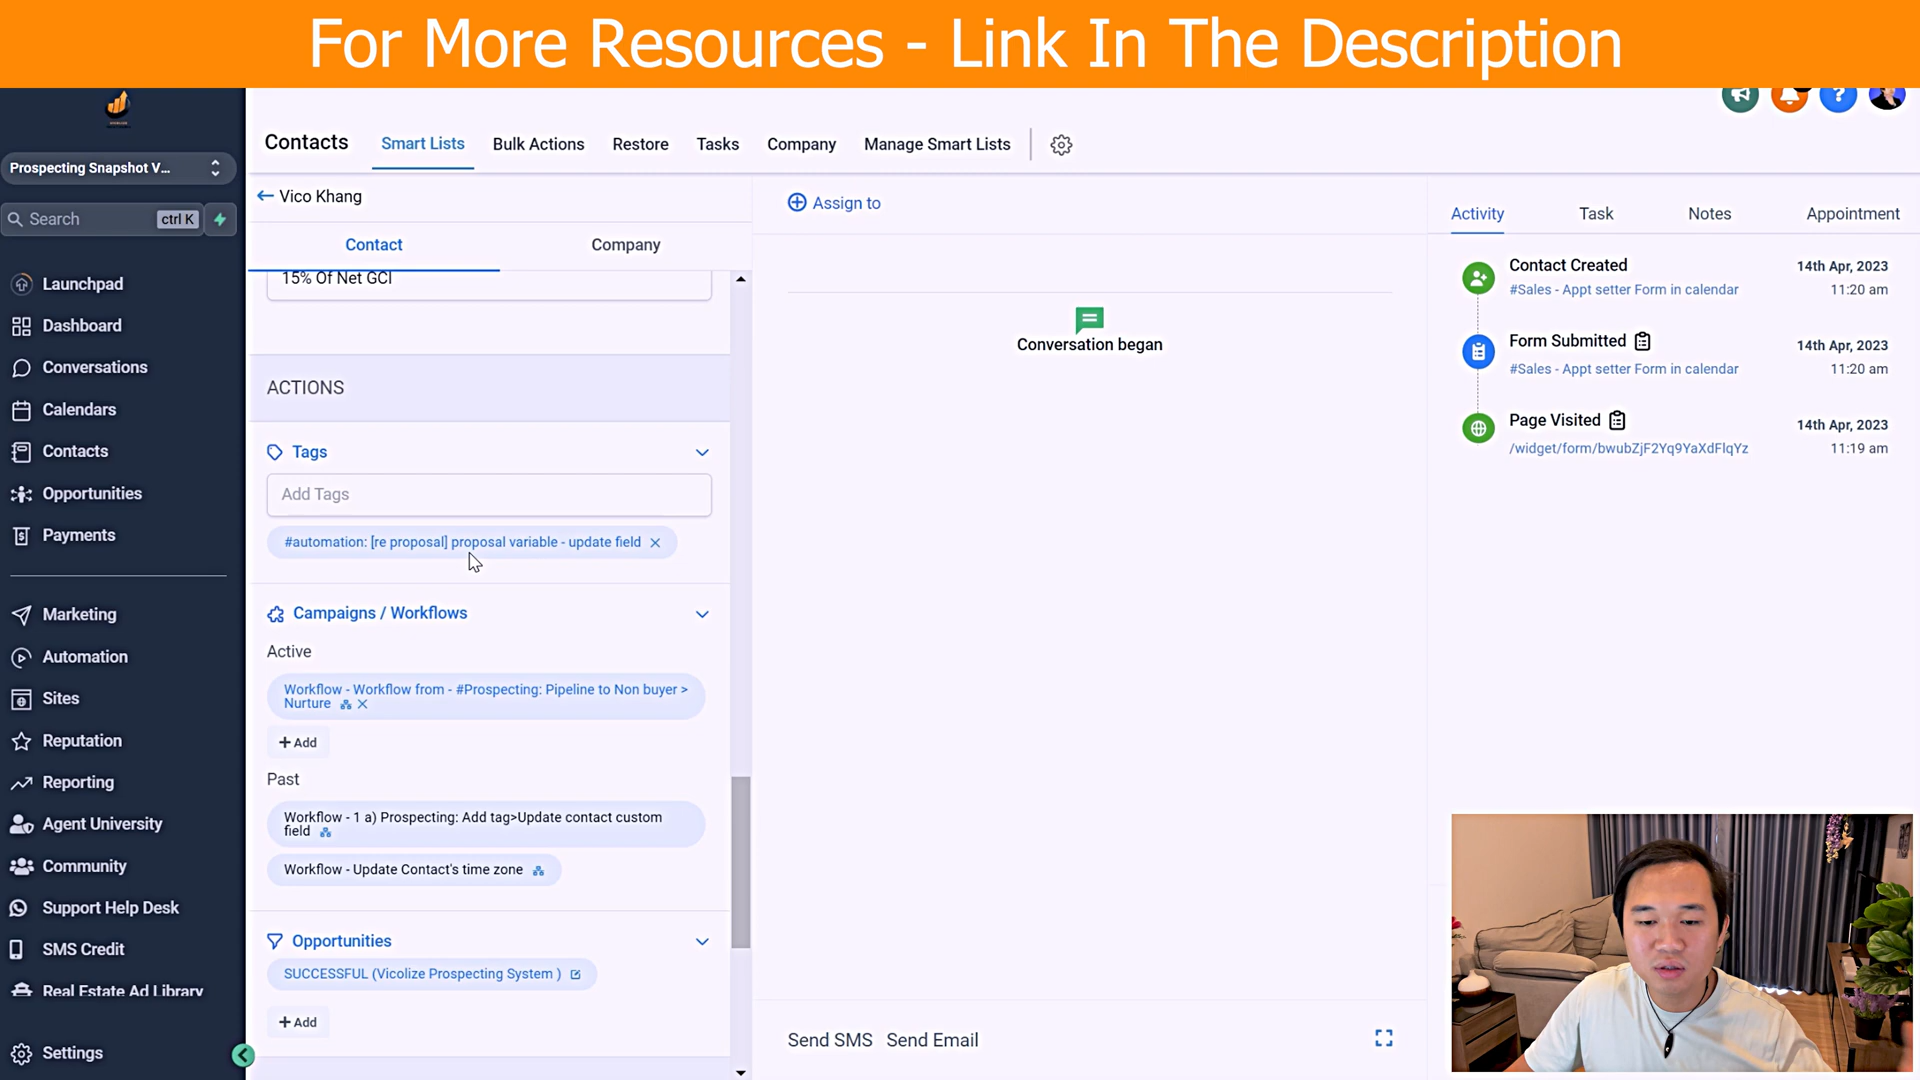 For More Resources - Link In The Description
Prospecting Snapshot V...
Search
ctrl K
Launchpad
Dashboard
Conversations
Calendars
Contacts
Opportunities
Payments
Marketing
Automation
Sites
Reputation
Reporting
Agent University
Community
Support Help Desk
SMS Credit
Real Estate Ad Library
Settings
Contacts
Smart Lists
Bulk Actions
Restore
Tasks
Company
Manage Smart Lists
Vico Khang
Contact
Company
15% Of Net GCI
ACTIONS
Tags
Add Tags
#automation: [re proposal] proposal variable - update field
Campaigns / Workflows
Active
Workflow - Workflow from - #Prospecting: Pipeline to Non buyer >
Nurture
+ Add
Past
Workflow - 1 a) Prospecting: Add tag>Update contact custom
field
Workflow - Update Contact's time zone
Opportunities
SUCCESSFUL (Vicolize Prospecting System )
+ Add
Assign to
Conversation began
Send SMS
Send Email
Activity
Task
Notes
Appointment
Contact Created
14th Apr, 2023
#Sales - Appt setter Form in calendar
11:20 am
Form Submitted
14th Apr, 2023
#Sales - Appt setter Form in calendar
11:20 am
Page Visited
14th Apr, 2023
/widget/form/bwubZjF2Yq9YaXdFlqYz
11:19 am